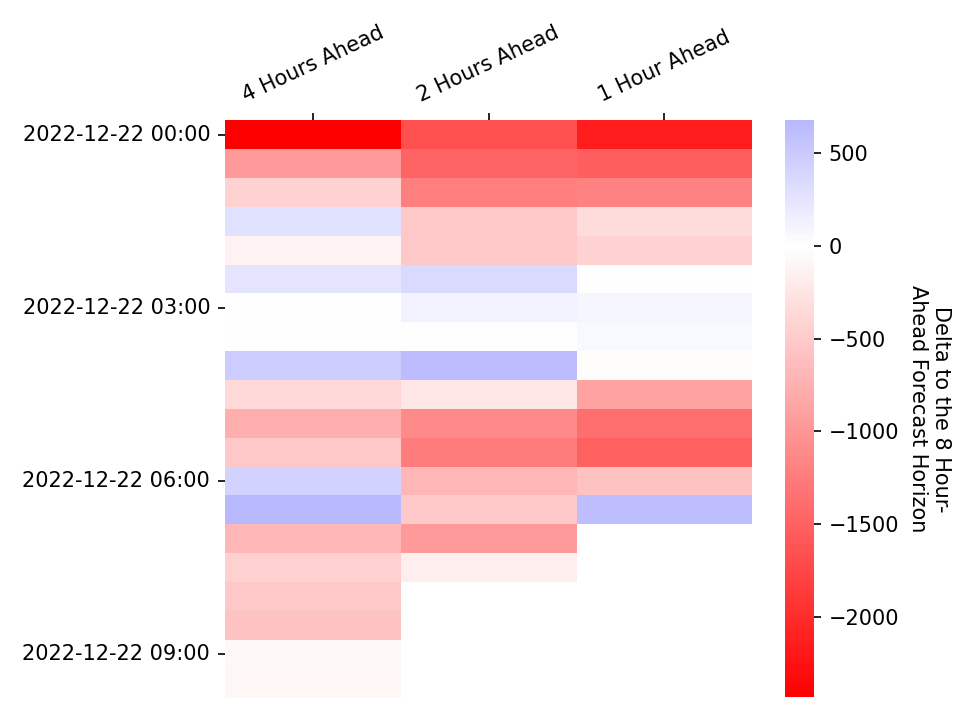 4 Hours Ahead
2 Hours Ahead
1 Hour Ahead
2022-12-22 00:00
2022-12-22 03:00
2022-12-22 06:00
2022-12-22 09:00
500
0
−500
−1000
−1500
−2000
Delta to the 8 Hour-
Ahead Forecast Horizon